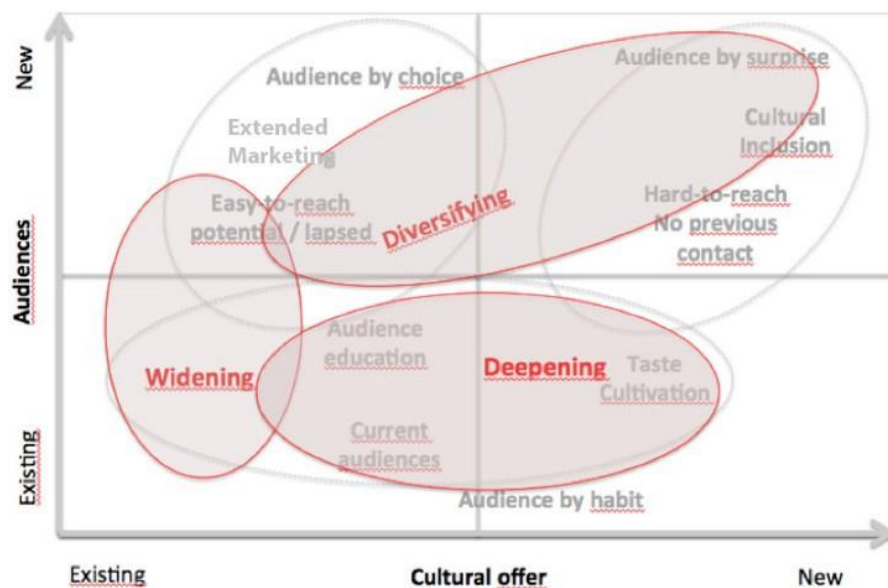 New
Audience by choice
Audience by surprise
Extended
Marketing
Cultural
Inclusion
Easy-to-reach
potential / lapsed
Diversifying
Hard-to-reach
No previous
contact
Audiences
Audience
education
Widening
Deepening
Taste
Cultivation
Current
audiences
Existing
Audience by habit
Existing
Cultural offer
New